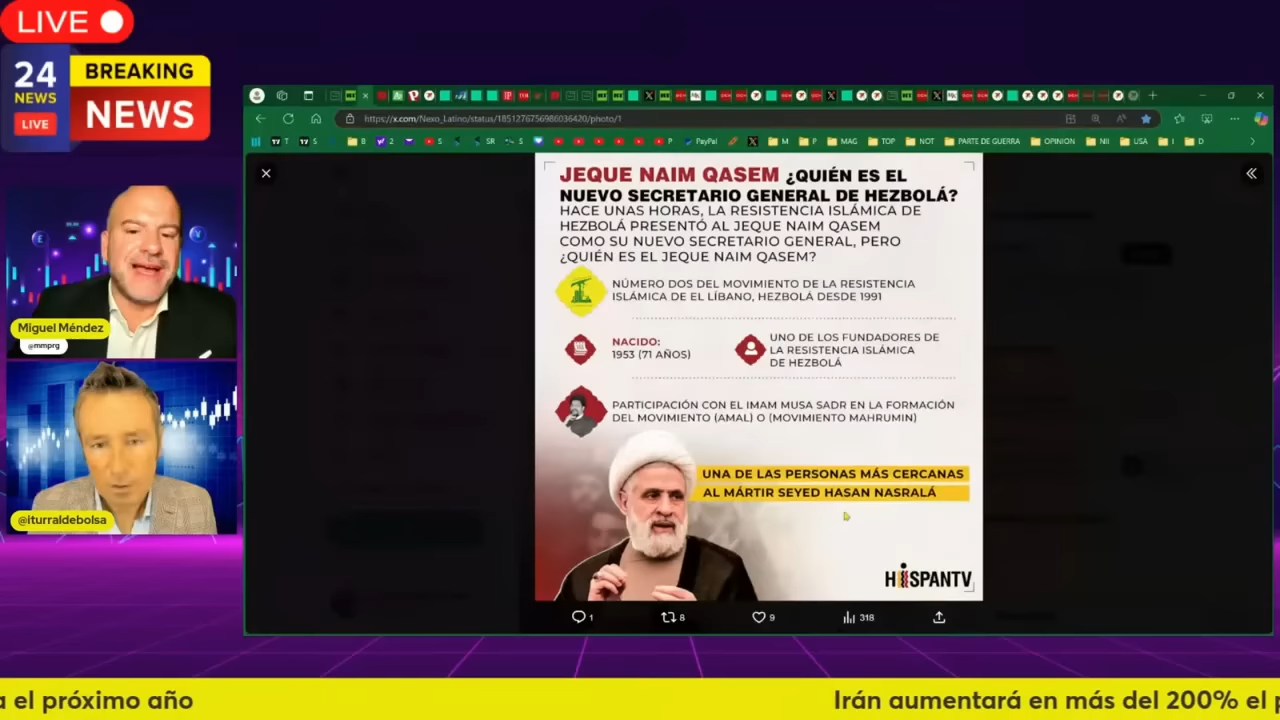 LIVE
24
NEWS
LIVE
BREAKING
NEWS
Miguel Méndez
@mmprg
@iturraldebolsa
https://x.com/Nexo_Latino/status/1851276756986036420/photo/1
T
S
8
2
S
SR
S
P
PayPal
M
P
MAG
TOP
NOT
PARTE DE GUERRA
OPINION
NII
USA
I
D
JEQUE NAIM QASEM ¿QUIÉN ES EL
NUEVO SECRETARIO GENERAL DE HEZBOLÁ?
HACE UNAS HORAS, LA RESISTENCIA ISLÁMICA DE
HEZBOLÁ PRESENTÓ AL JEQUE NAIM QASEM
COMO SU NUEVO SECRETARIO GENERAL, PERO
¿QUIÉN ES EL JEQUE NAIM QASEM?
NÚMERO DOS DEL MOVIMIENTO DE LA RESISTENCIA
ISLÁMICA DE EL LÍBANO, HEZBOLÁ DESDE 1991
NACIDO:
1953 (71 AÑOS)
UNO DE LOS FUNDADORES DE
LA RESISTENCIA ISLÁMICA
DE HEZBOLÁ
PARTICIPACIÓN CON EL IMAM MUSA SADR EN LA FORMACIÓN
DEL MOVIMIENTO (AMAL) O (MOVIMIENTO MAHRUMIN)
UNA DE LAS PERSONAS MÁS CERCANAS
AL MÁRTIR SEYED HASAN NASRALÁ
HISPANTV
1
8
9
318
a el próximo año
Irán aumentará en más del 200% el p